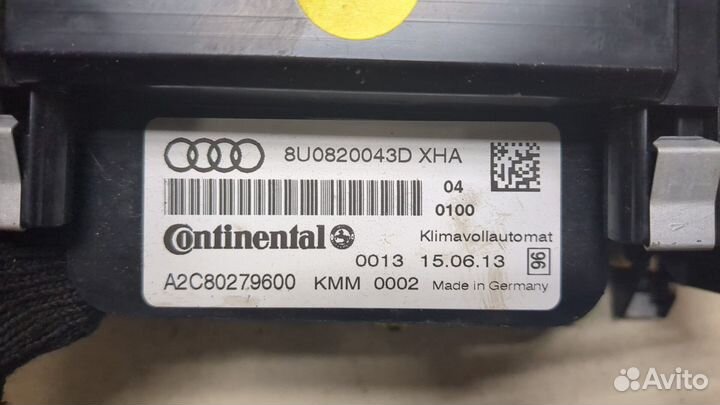 8U0820043D XHA
04
0100
Continental
Klimavollautomat
0013 15.06.13 96
A2C80279600 KMM 0002 Made in Germany
Avito